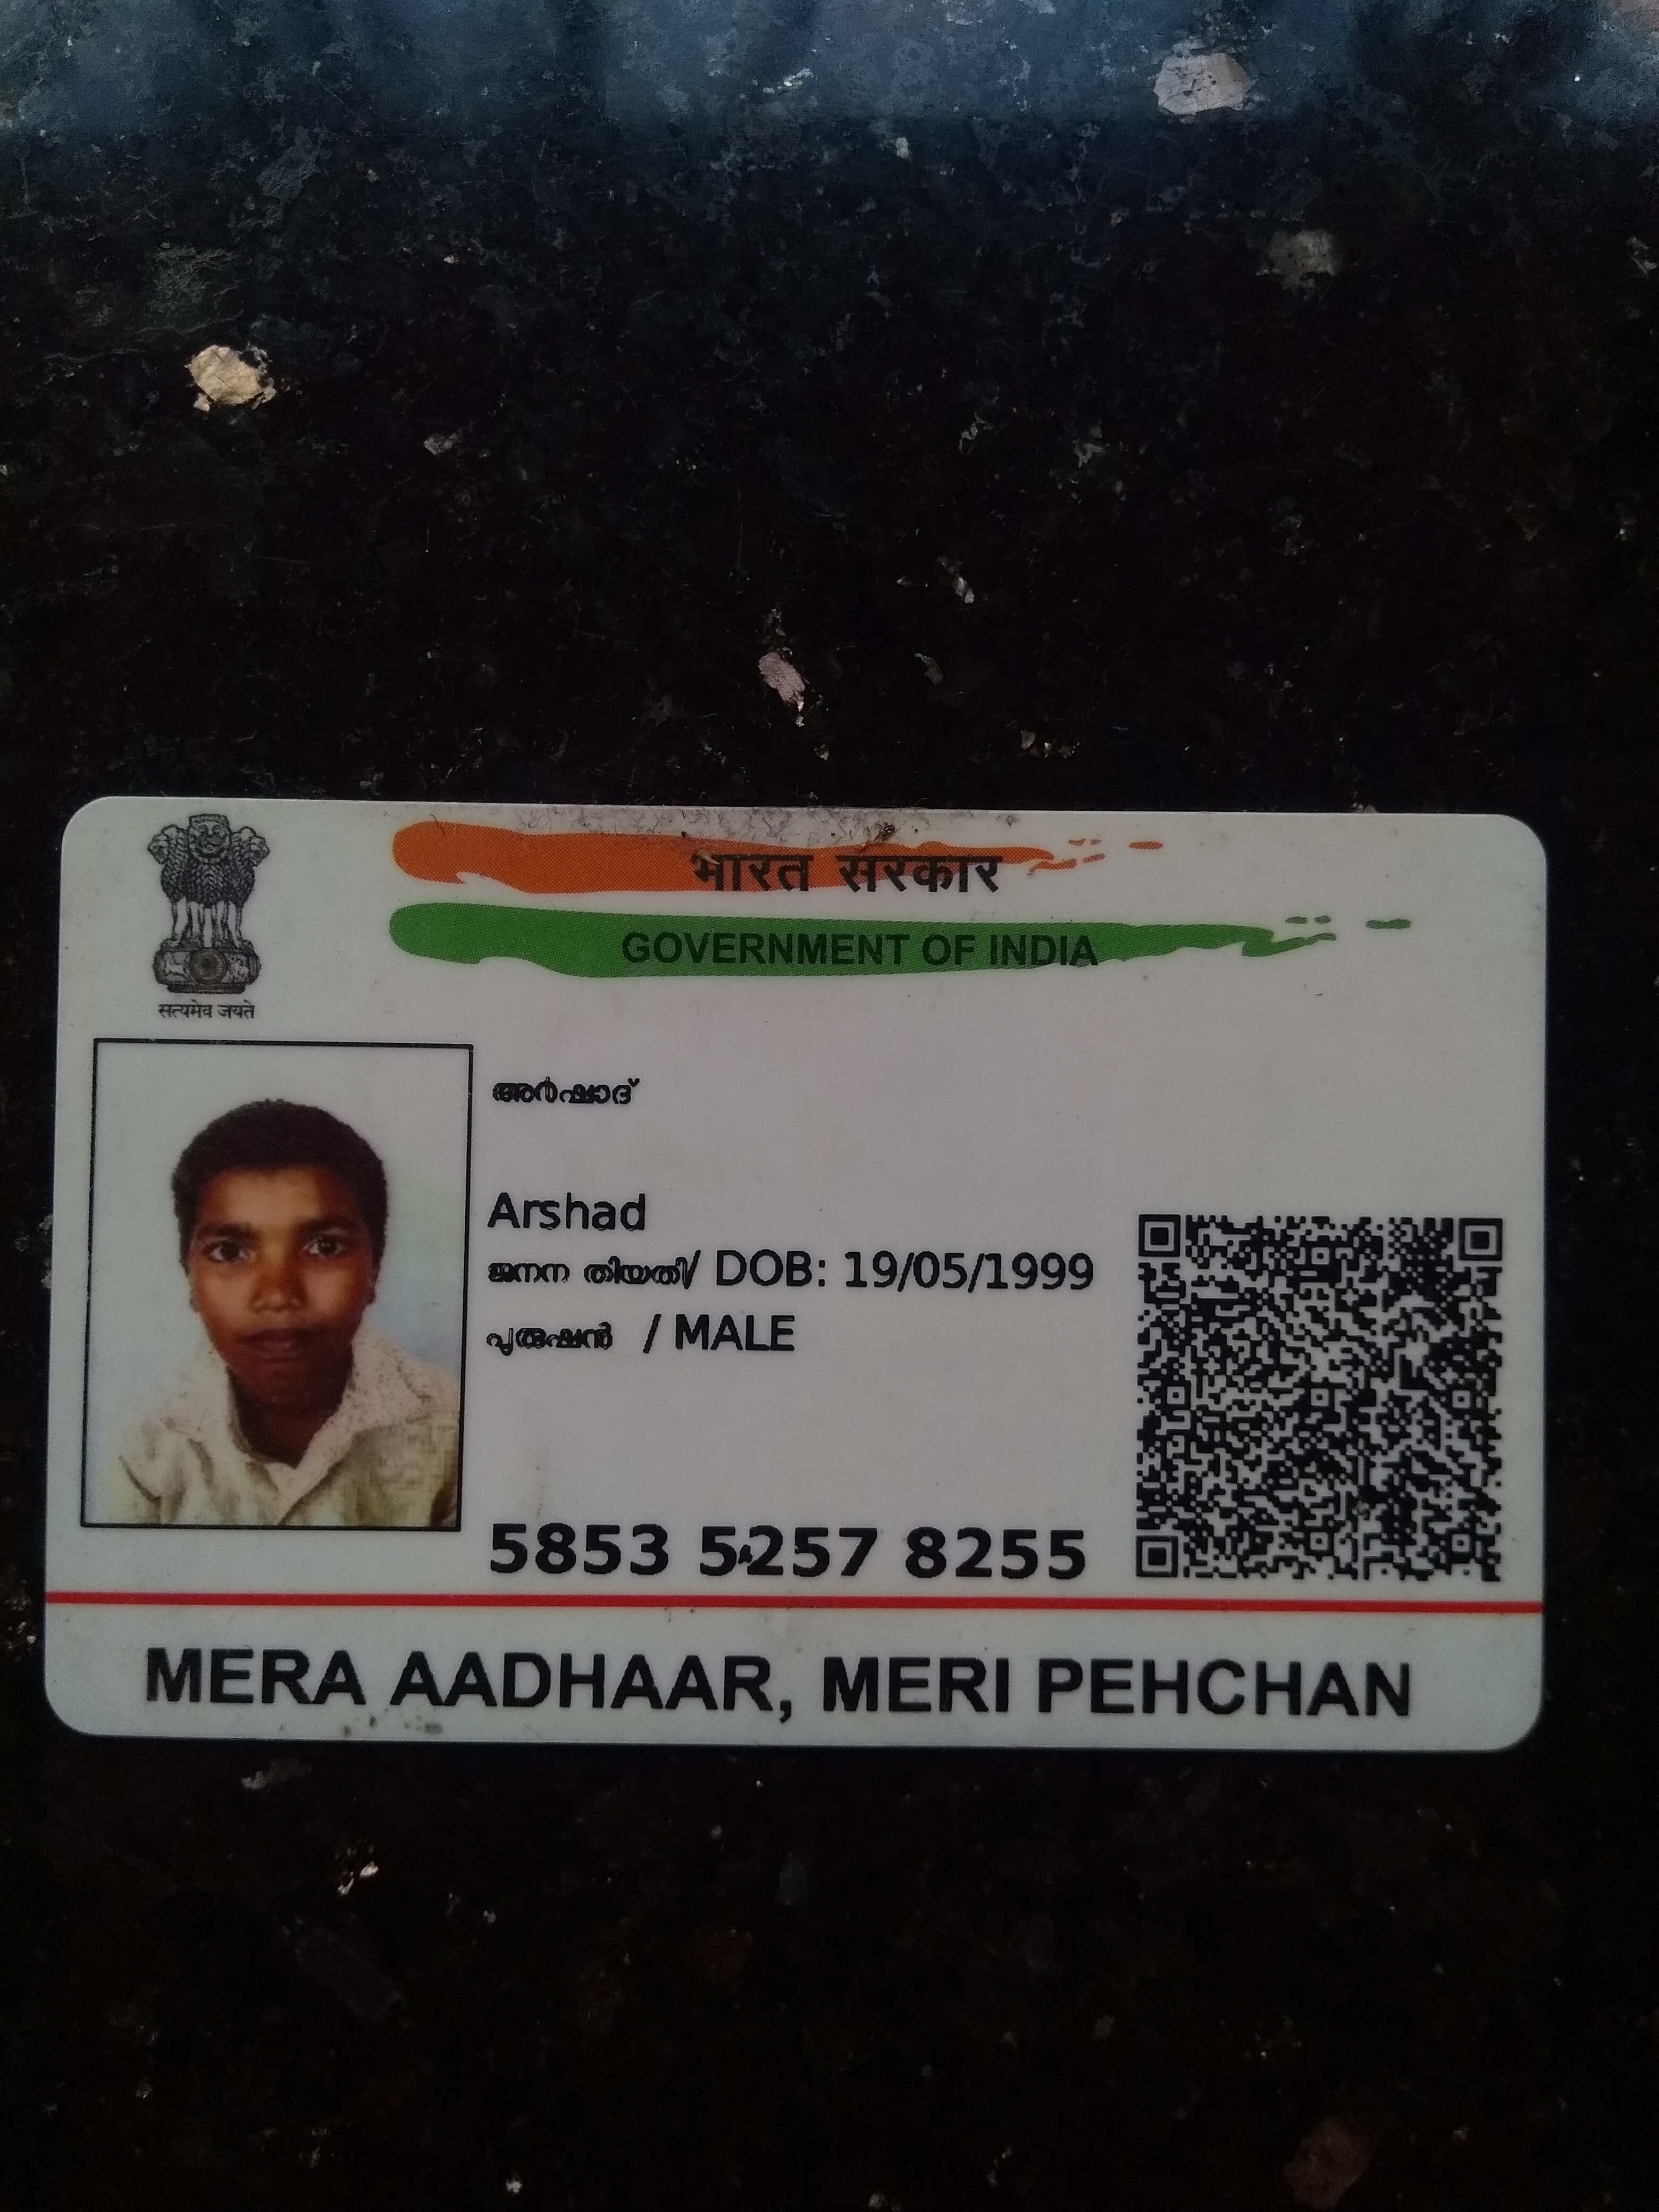 भारत सरकार
GOVERNMENT OF INDIA
सत्यमेव जयते
അർഷാദ്
Arshad
ജനന തിയതി/ DOB: 19/05/1999
പുരുഷൻ / MALE
5853 5257 8255
MERA AADHAAR, MERI PEHCHAN